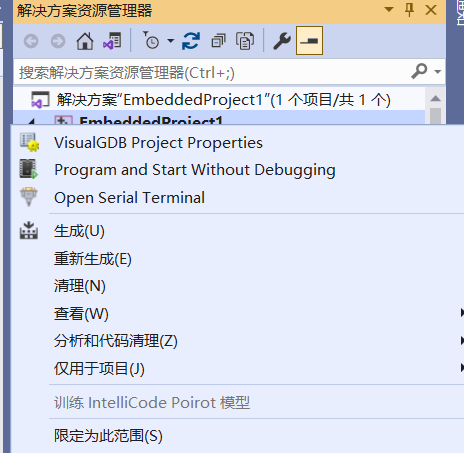 解决方案资源管理器
搜索解决方案资源管理器(Ctrl+;)
解决方案"EmbeddedProject1"(1 个项目/共 1 个)
EmbeddedProject1
VisualGDB Project Properties
Program and Start Without Debugging
Open Serial Terminal
生成(U)
重新生成(E)
清理(N)
查看(W)
分析和代码清理(Z)
仅用于项目(J)
训练 IntelliCode Poirot 模型
限定为此范围(S)